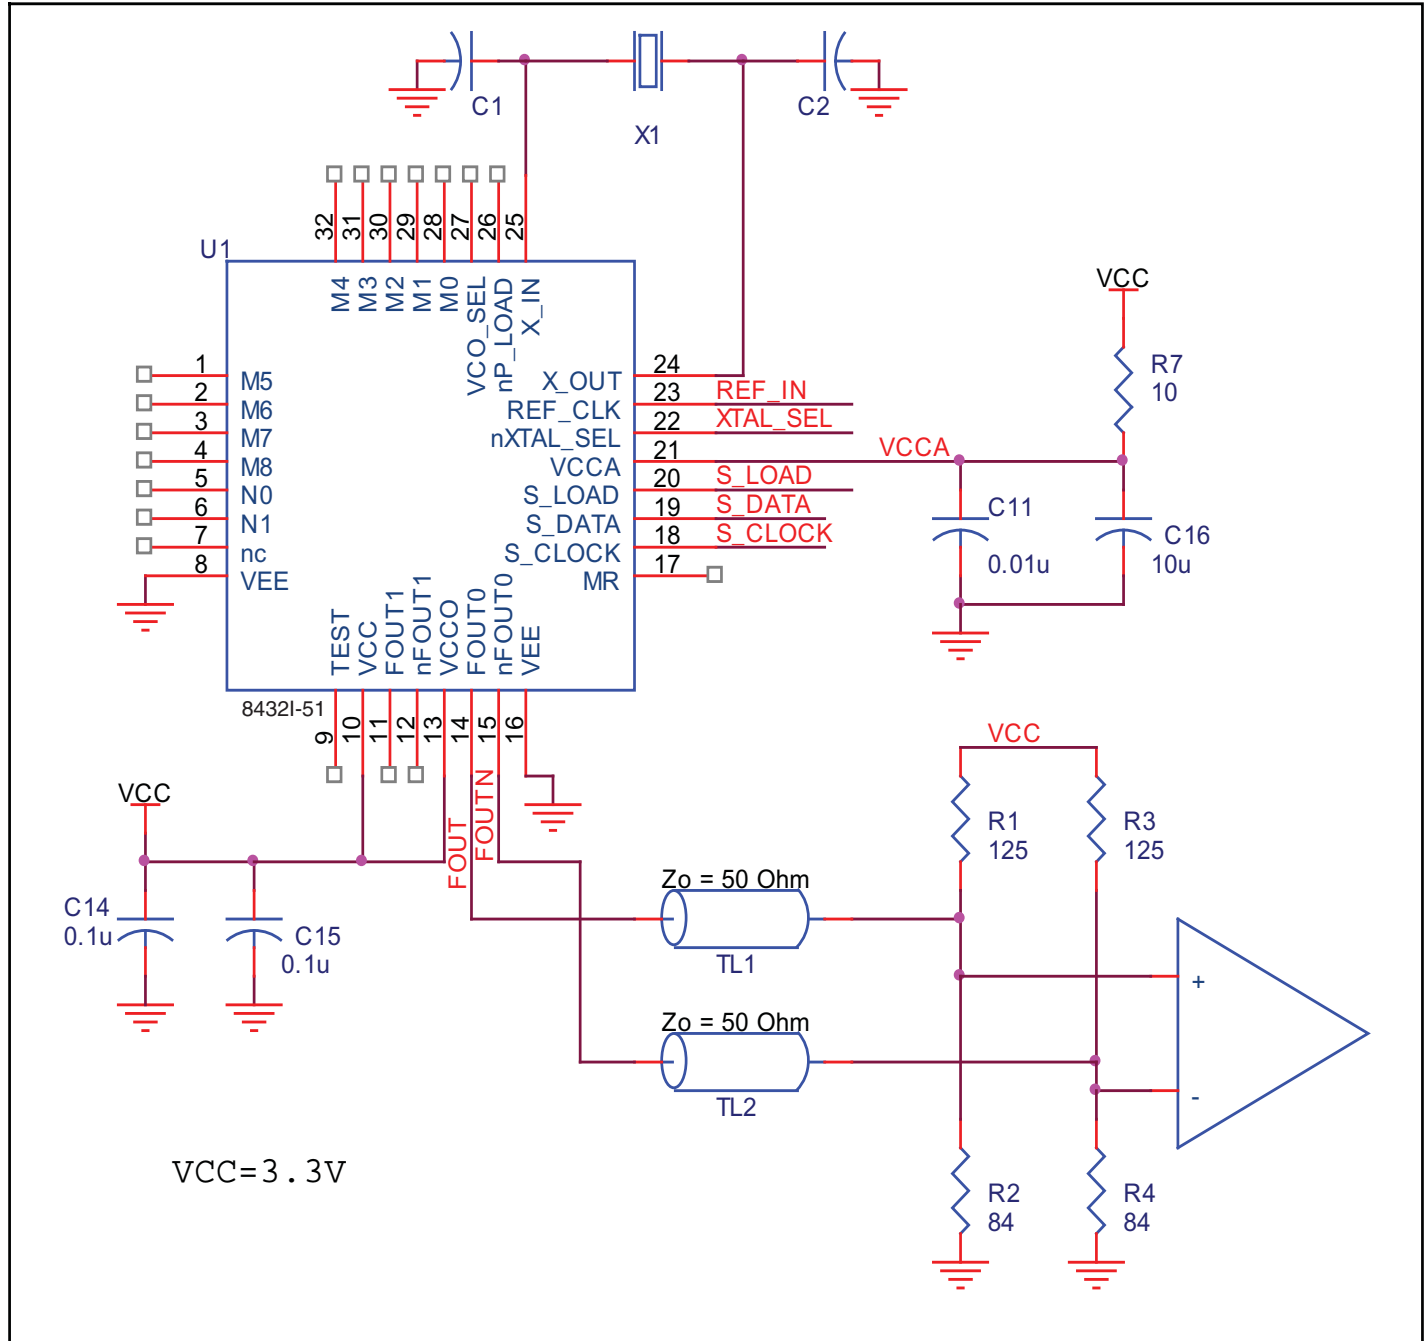 C1
X1
C2
32
31
30
29
28
27
26
25
U1
M4
M3
M2
M1
M0
VCO_SEL
nP_LOAD
X_IN
VCC
R7
10
1
M5
2
M6
3
M7
4
M8
5
N0
6
N1
7
nc
8
VEE
X_OUT
24
REF_CLK
23
REF_IN
nXTAL_SEL
22
XTAL_SEL
VCCA
21
VCCA
S_LOAD
20
S_LOAD
S_DATA
19
S_DATA
S_CLOCK
18
S_CLOCK
MR
17
C11
0.01u
C16
10u
TEST
VCC
FOUT1
nFOUT1
VCCO
FOUT0
nFOUT0
VEE
8432I-51
9
10
11
12
13
14
15
16
VCC
FOUT
FOUTN
VCC
R1
125
R3
125
C14
0.1u
C15
0.1u
Zo = 50 Ohm
TL1
Zo = 50 Ohm
TL2
+
-
VCC=3.3V
R2
84
R4
84